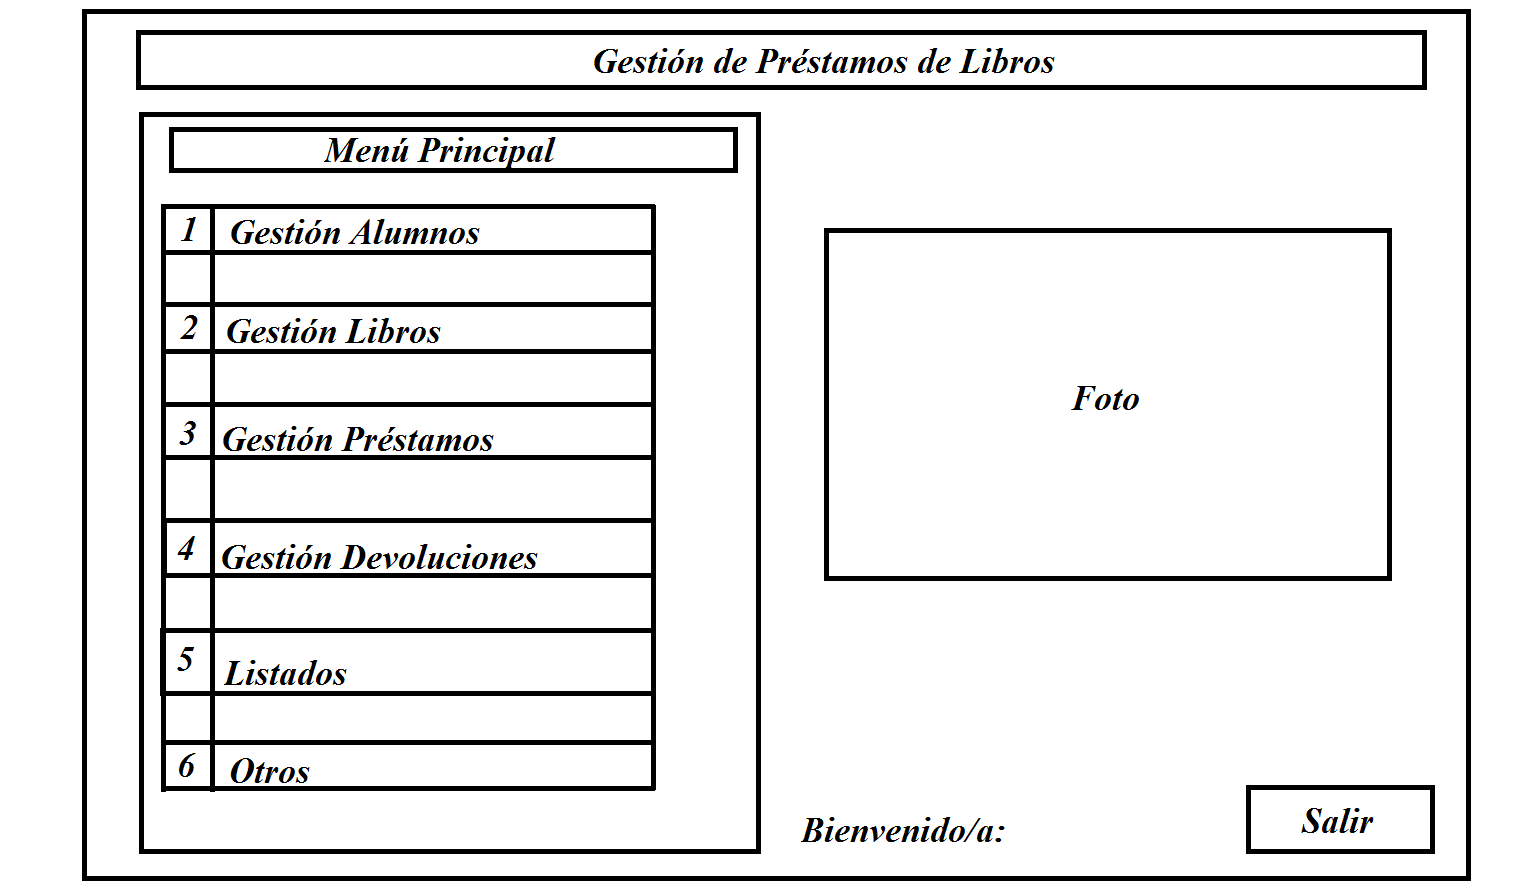 Gestión de Préstamos de Libros
Menú Principal
1 Gestión Alumnos
2 Gestión Libros
3 Gestión Préstamos
4 Gestión Devoluciones
5 Listados
6 Otros
Foto
Bienvenido/a:
Salir